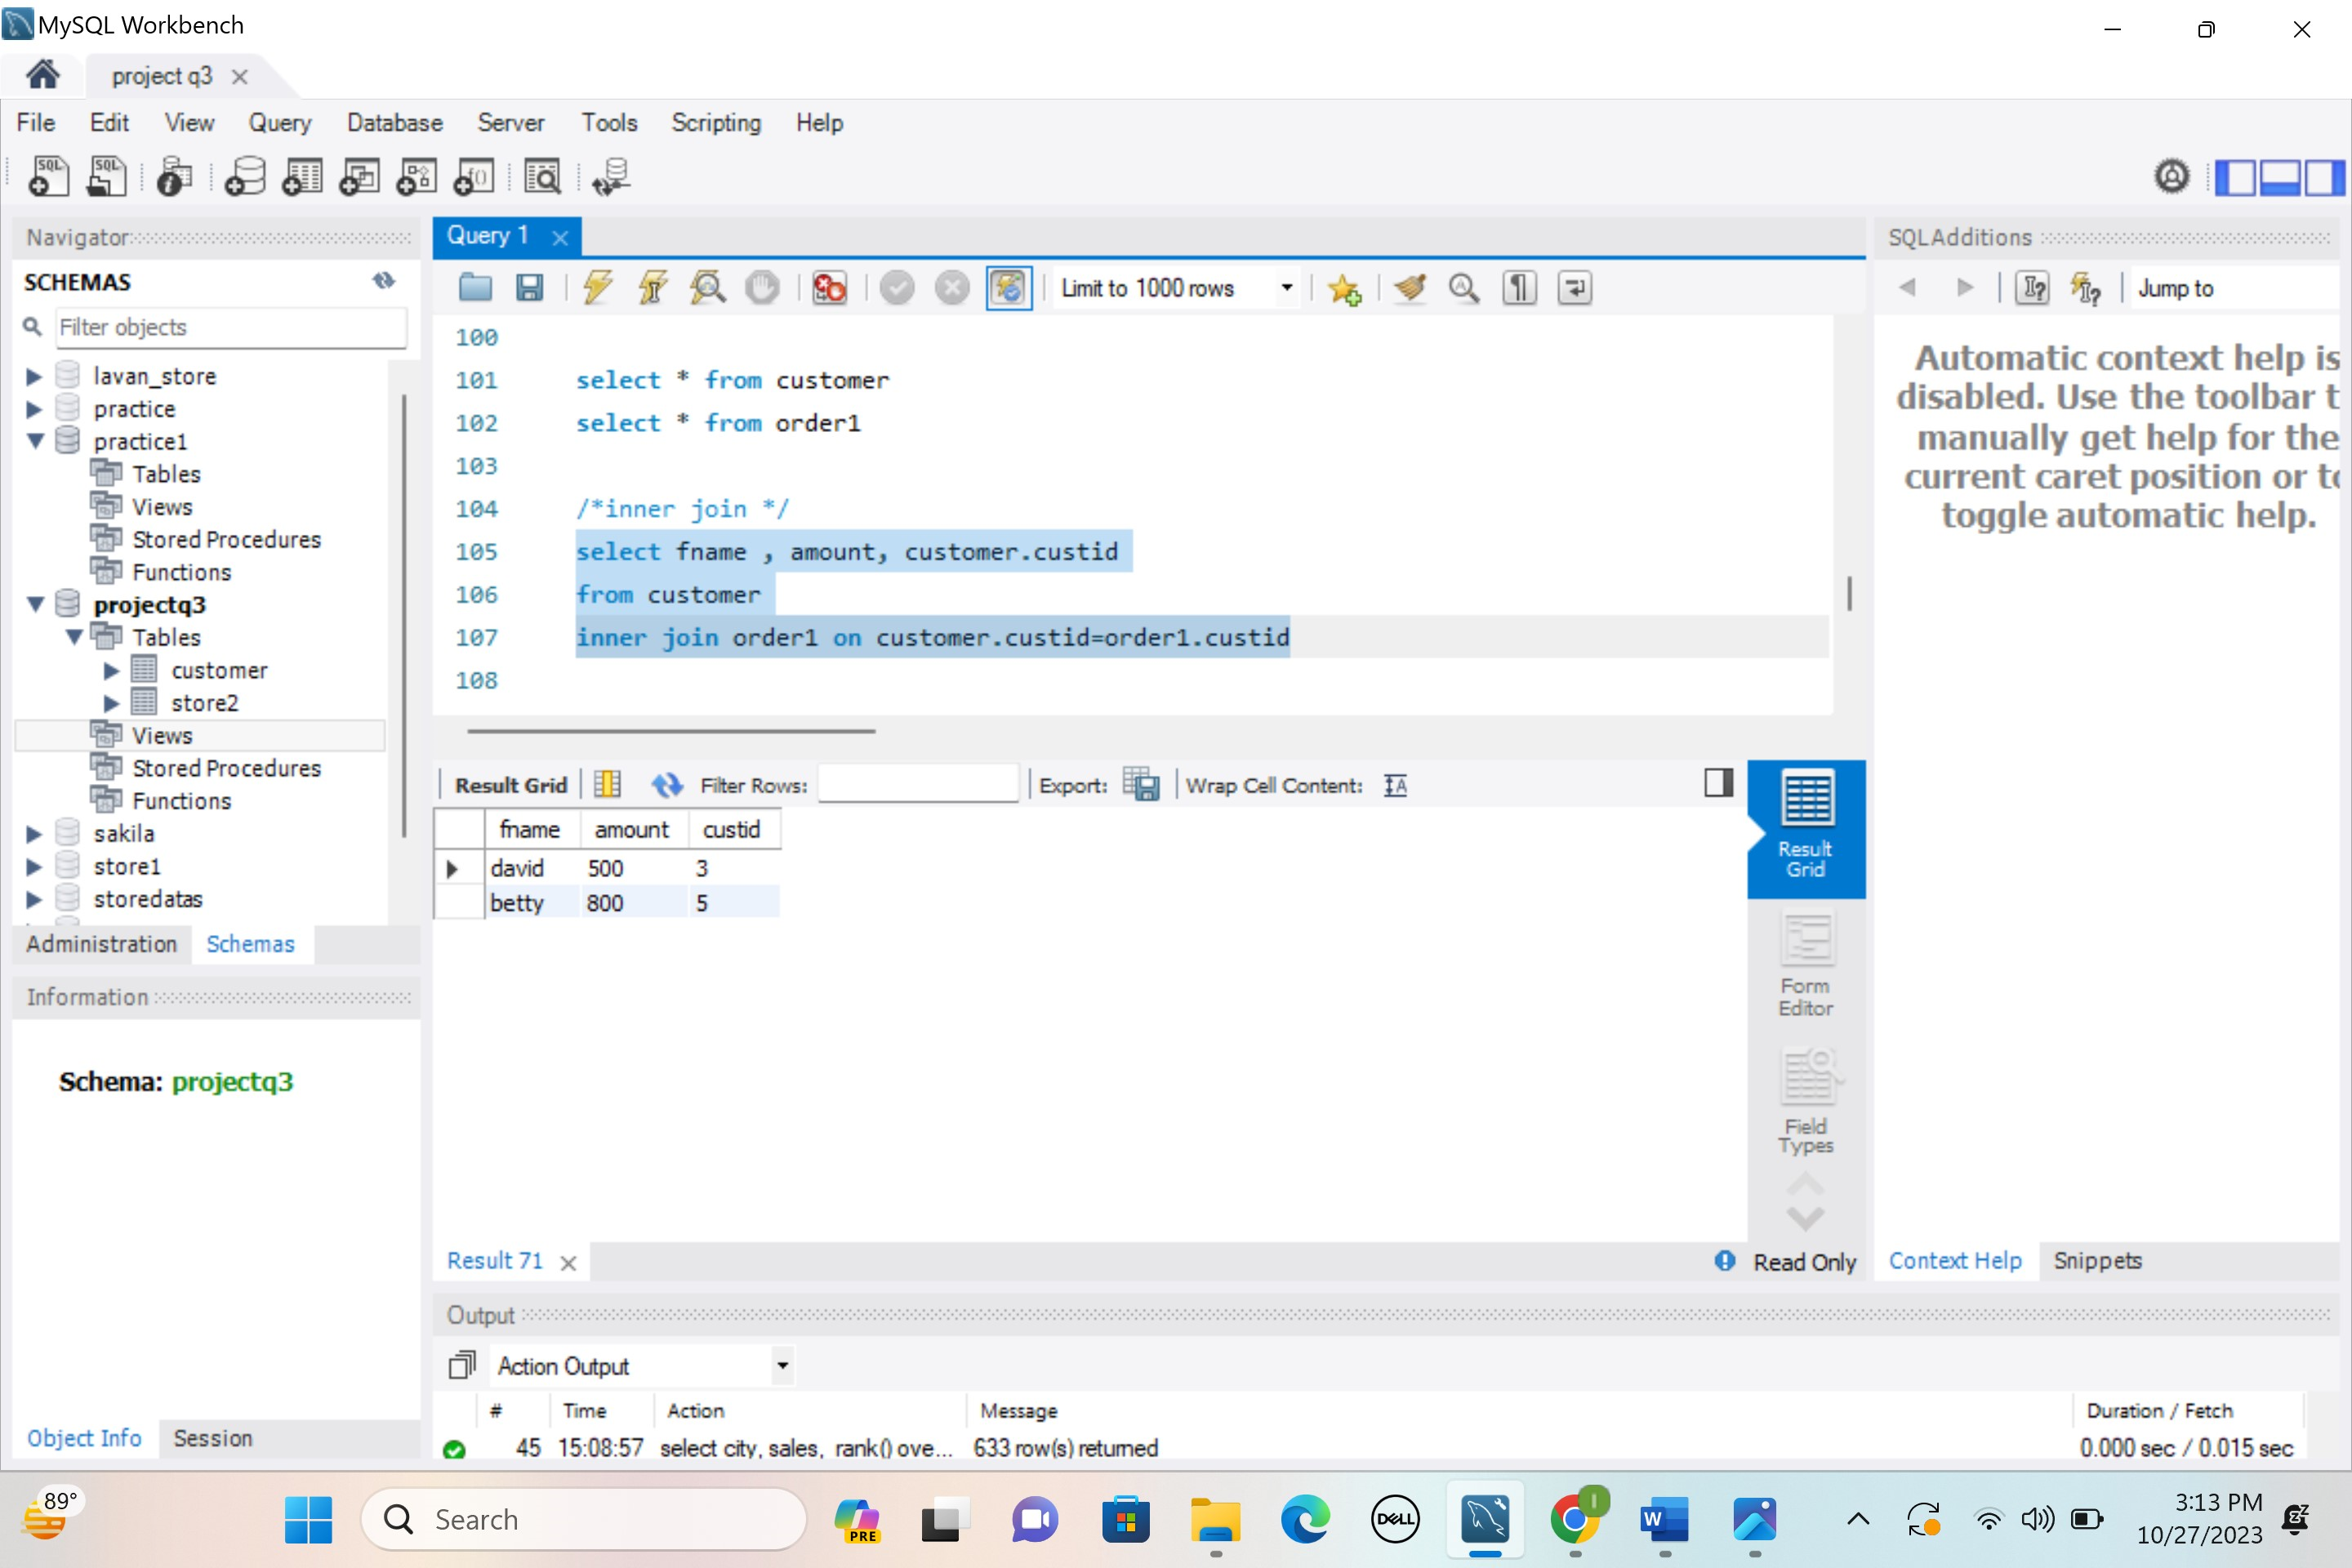 MySQL Workbench
project q3
File Edit View Query Database Server Tools Scripting Help
Navigator
SCHEMAS
Filter objects
lavan_store
practice
practice1
Tables
Views
Stored Procedures
Functions
projectq3
Tables
customer
store2
Views
Stored Procedures
Functions
sakila
store1
storedatas
Administration Schemas
Information
Schema: projectq3
Object Info Session
Query 1
Limit to 1000 rows
100
101 select * from customer
102 select * from order1
103
104 /*inner join */
105 select fname , amount, customer.custid
106 from customer
107 inner join order1 on customer.custid=order1.custid
108
Result Grid Filter Rows: Export: Wrap Cell Content:
fname amount custid
david 500 3
betty 800 5
Result
Grid
Form
Editor
Field
Types
Result 71
Read Only
SQLAdditions
Jump to
Automatic context help is
disabled. Use the toolbar t
manually get help for the
current caret position or to
toggle automatic help.
Context Help Snippets
Output
Action Output
# Time Action Message Duration / Fetch
45 15:08:57 select city, sales, rank() ove... 633 row(s) returned 0.000 sec / 0.015 sec
89°
Search
PRE
DELL
W
3:13 PM
10/27/2023